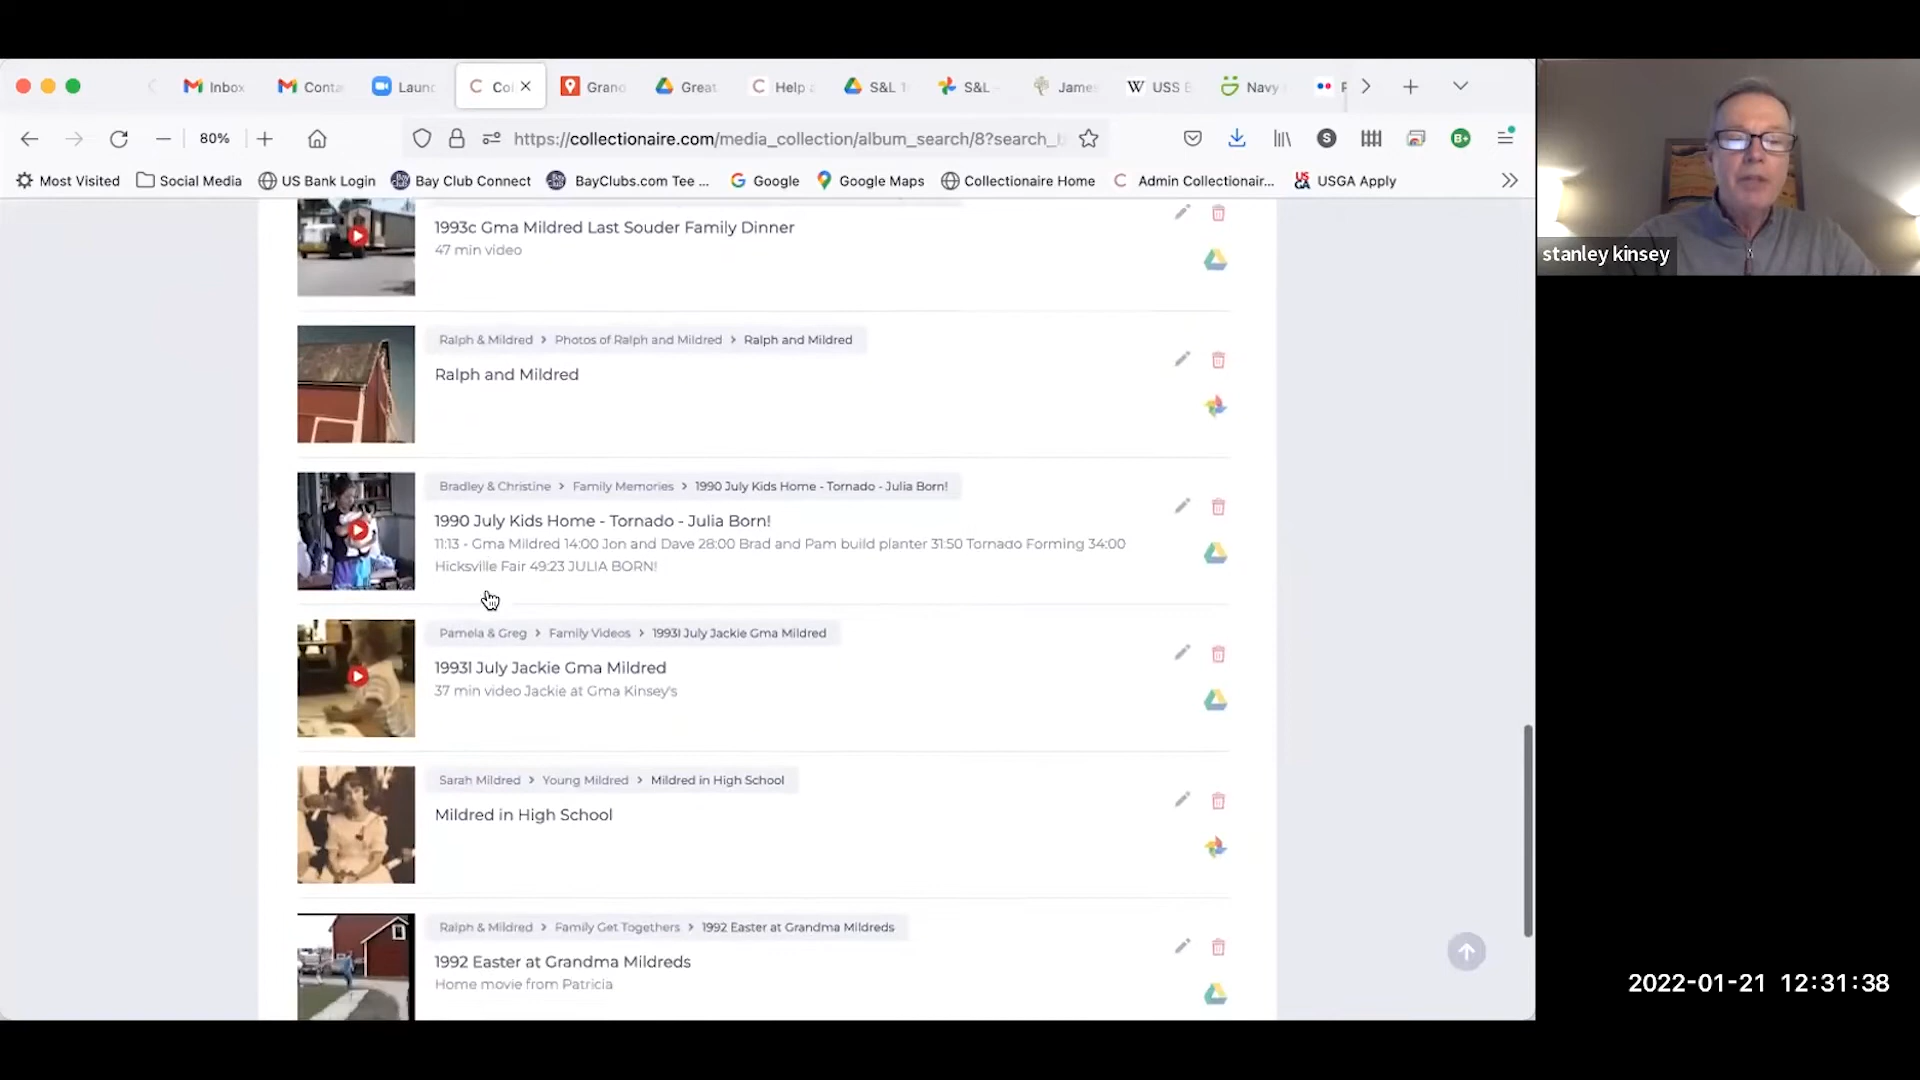 Inbox
Conta
Laun
Co
Grand
Great
Help a
S&L 1
S&L -
James
W USS B
Navy
80%
https://collectionaire.com/media_collection/album_search/8?search_b
S
B+
Most Visited
Social Media
US Bank Login
Bay Club Connect
BayClubs.com Tee ...
Google
Google Maps
Collectionaire Home
Admin Collectionair...
USGA Apply
1993c Gma Mildred Last Souder Family Dinner
47 min video
Ralph & Mildred > Photos of Ralph and Mildred > Ralph and Mildred
Ralph and Mildred
Bradley & Christine > Family Memories > 1990 July Kids Home - Tornado - Julia Born!
1990 July Kids Home - Tornado - Julia Born!
11:13 - Gma Mildred 14:00 Jon and Dave 28:00 Brad and Pam build planter 31:50 Tornado Forming 34:00
Hicksville Fair 49:23 JULIA BORN!
Pamela & Greg > Family Videos > 1993l July Jackie Gma Mildred
1993l July Jackie Gma Mildred
37 min video Jackie at Gma Kinsey's
Sarah Mildred > Young Mildred > Mildred in High School
Mildred in High School
Ralph & Mildred > Family Get Togethers > 1992 Easter at Grandma Mildreds
1992 Easter at Grandma Mildreds
Home movie from Patricia
stanley kinsey
2022-01-21 12:31:38